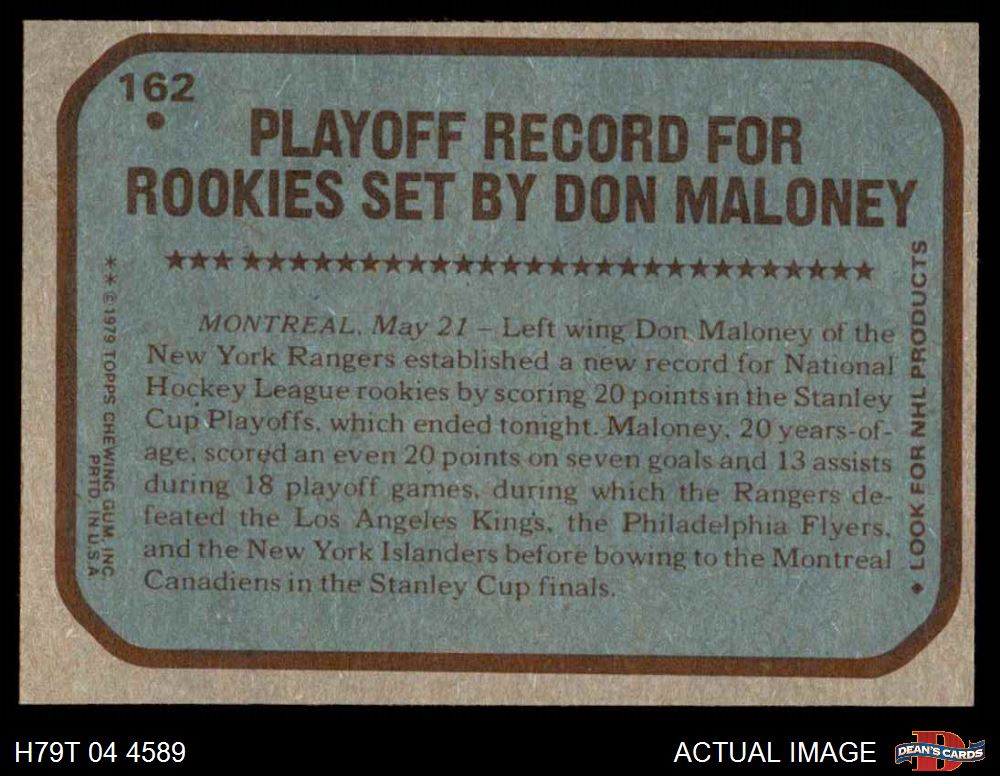 162
PLAYOFF RECORD FOR
ROOKIES SET BY DON MALONEY
MONTREAL, May 21 – Left wing Don Maloney of the
New York Rangers established a new record for National
Hockey League rookies by scoring 20 points in the Stanley
Cup Playoffs, which ended tonight. Maloney, 20 years-of-
age, scored an even 20 points on seven goals and 13 assists
during 18 playoff games, during which the Rangers de-
feated the Los Angeles Kings, the Philadelphia Flyers,
and the New York Islanders before bowing to the Montreal
Canadiens in the Stanley Cup finals.
** © 1979 TOPPS CHEWING GUM, INC.
PRTD. IN U.S.A.
♦ LOOK FOR NHL PRODUCTS
H79T 04 4589
ACTUAL IMAGE
D
DEAN'S CARDS